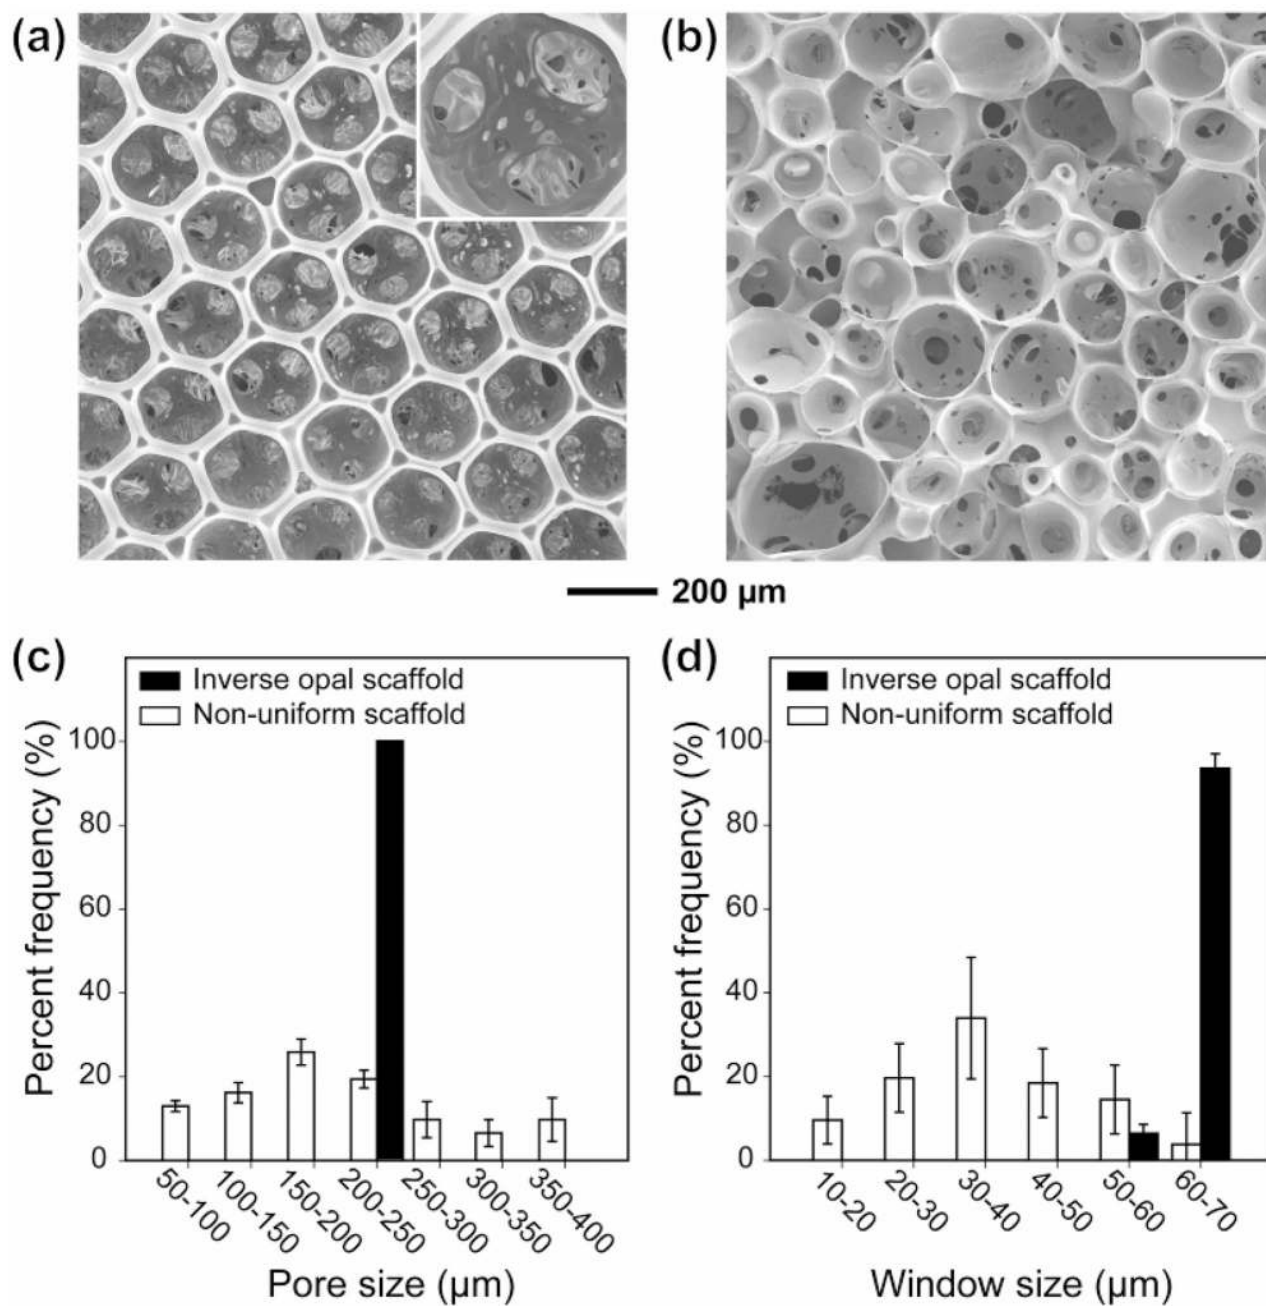 (a)
(b)
200 µm
(c)
Inverse opal scaffold
Non-uniform scaffold
Percent frequency (%)
100
80
60
40
20
0
50-100
100-150
150-200
200-250
250-300
300-350
350-400
Pore size (µm)
(d)
Inverse opal scaffold
Non-uniform scaffold
Percent frequency (%)
100
80
60
40
20
0
10-20
20-30
30-40
40-50
50-60
60-70
Window size (µm)